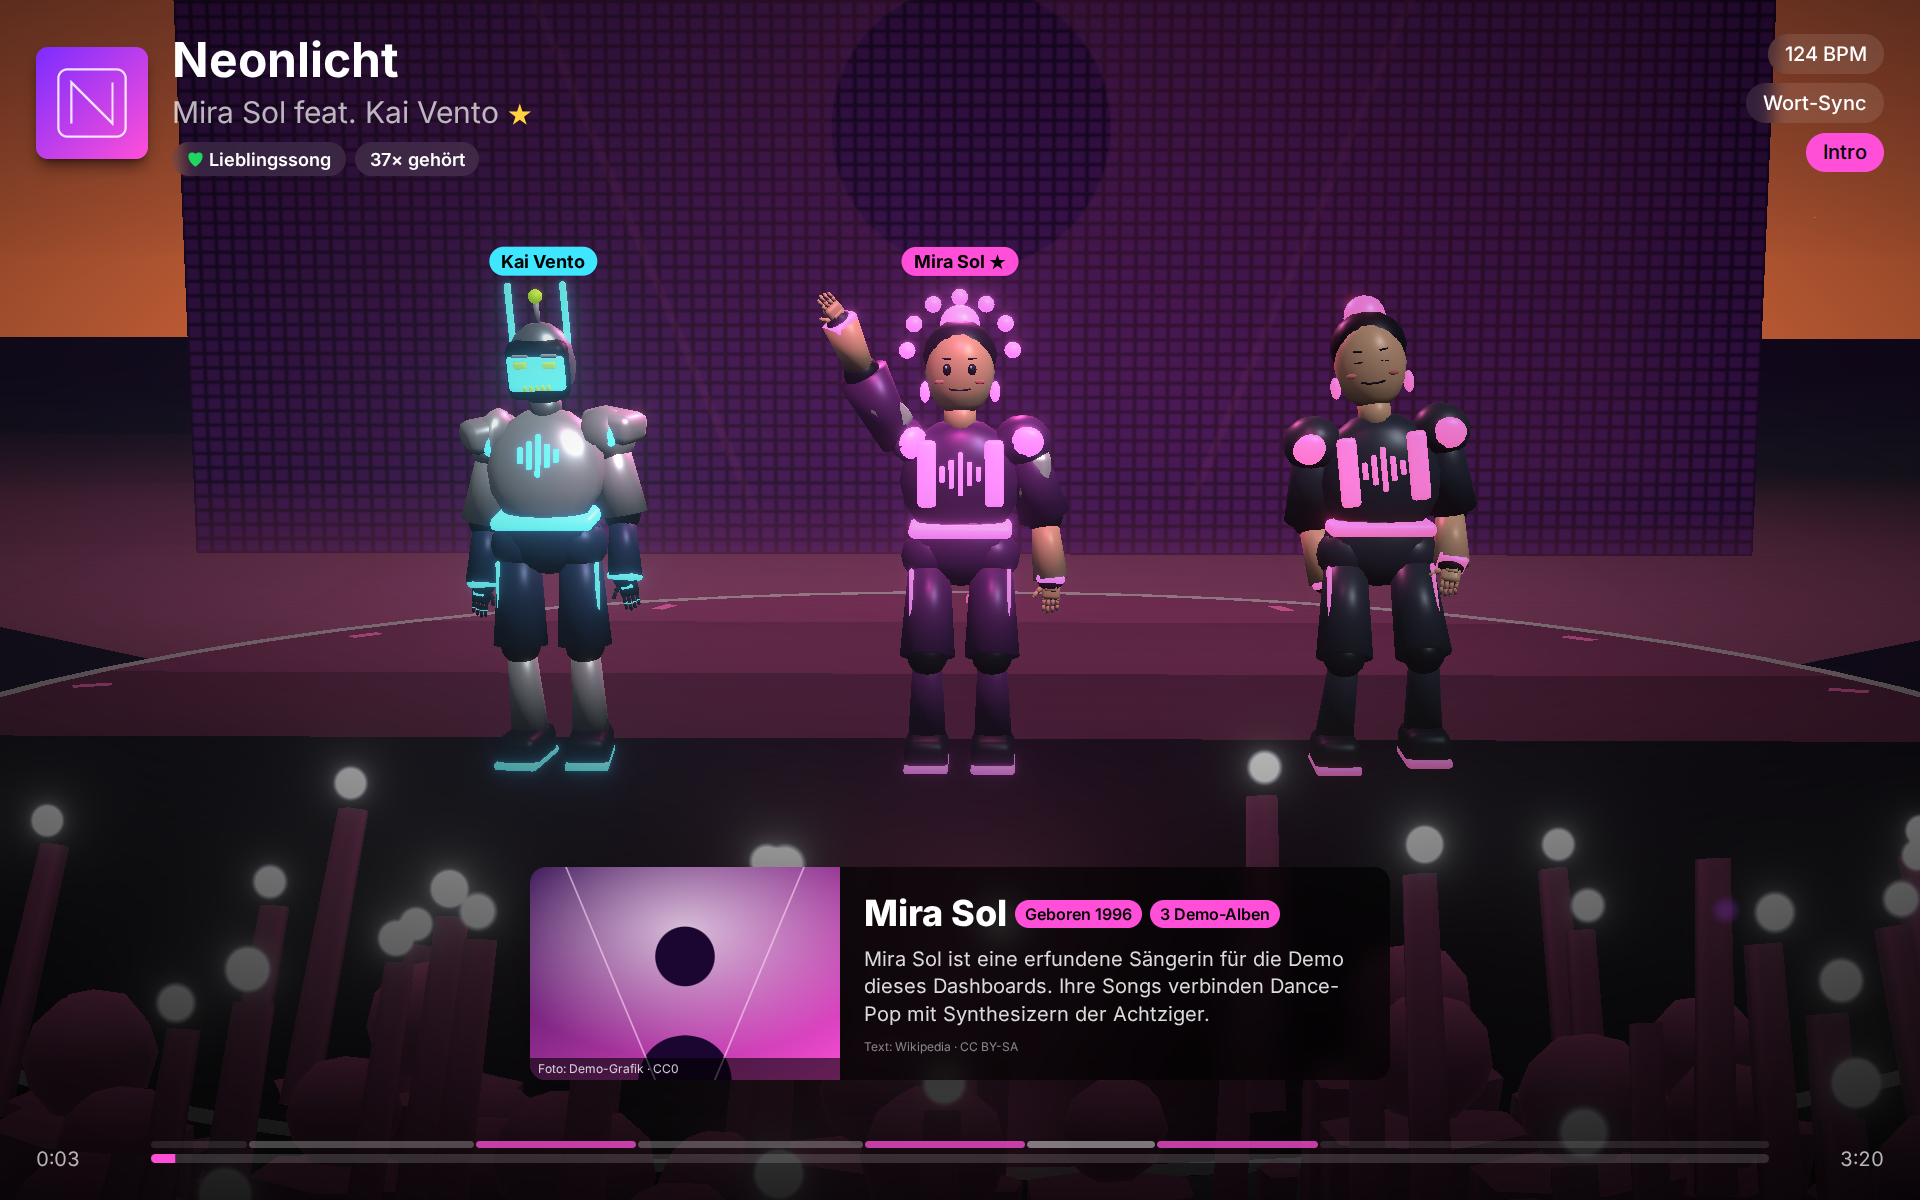 N
Neonlicht
Mira Sol feat. Kai Vento ★
Lieblingssong
37× gehört
124 BPM
Wort-Sync
Intro
Kai Vento
Mira Sol ★
Mira Sol
Geboren 1996
3 Demo-Alben
Mira Sol ist eine erfundene Sängerin für die Demo
dieses Dashboards. Ihre Songs verbinden Dance-
Pop mit Synthesizern der Achtziger.
Text: Wikipedia · CC BY-SA
Foto: Demo-Grafik · CC0
0:03
3:20